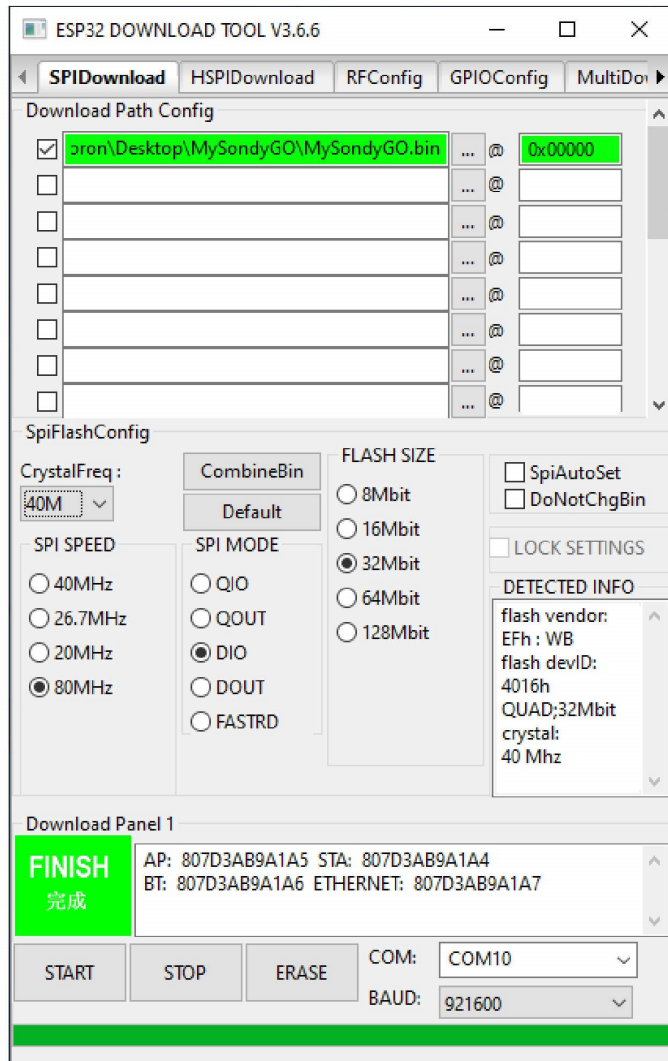 ESP32 DOWNLOAD TOOL V3.6.6
SPIDownload HSPIDownload RFConfig GPIOConfig MultiDo
Download Path Config
oron\Desktop\MySondyGO\MySondyGO.bin ... @ 0x00000
... @
... @
... @
... @
... @
... @
... @
SpiFlashConfig
CrystalFreq :
40M
CombineBin
Default
SPI SPEED
40MHz
26.7MHz
20MHz
80MHz
SPI MODE
QIO
QOUT
DIO
DOUT
FASTRD
FLASH SIZE
8Mbit
16Mbit
32Mbit
64Mbit
128Mbit
SpiAutoSet
DoNotChgBin
LOCK SETTINGS
DETECTED INFO
flash vendor:
EFh : WB
flash devID:
4016h
QUAD;32Mbit
crystal:
40 Mhz
Download Panel 1
FINISH
完成
AP: 807D3AB9A1A5 STA: 807D3AB9A1A4
BT: 807D3AB9A1A6 ETHERNET: 807D3AB9A1A7
START STOP ERASE
COM: COM10
BAUD: 921600